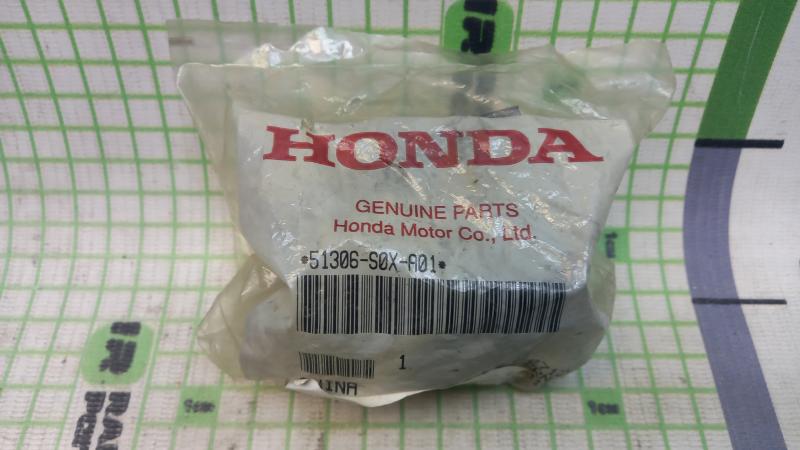 HONDA
GENUINE PARTS
Honda Motor Co., Ltd.
*51306-S0X-A01*
1